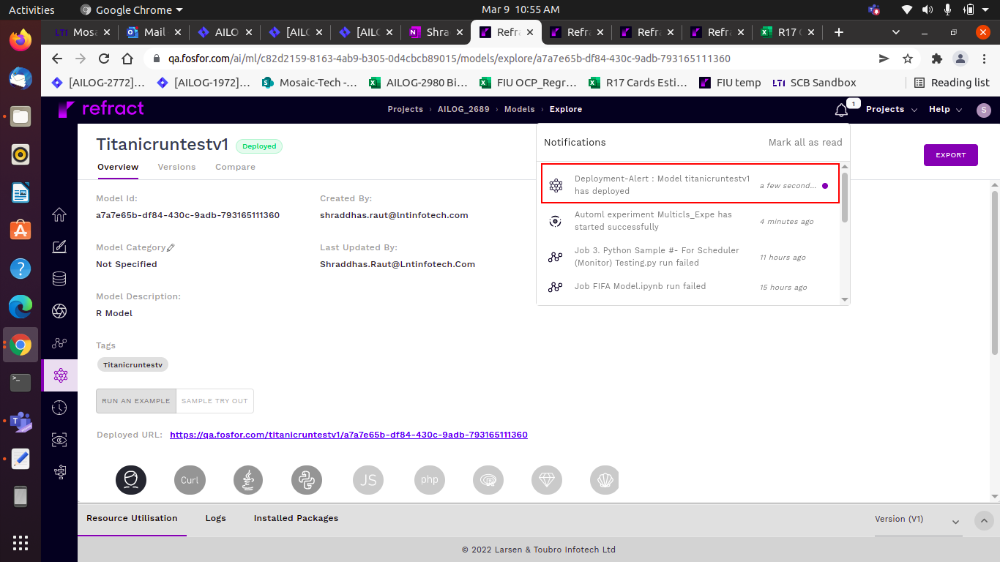 Activities
Google Chrome
Mar 9 10:55 AM
LTI Mosa
Mail
AILO
[AILO
[AILO
Shra
Refra
Refra
Refra
Refra
R17 C
qa.fosfor.com/ai/ml/c82d2159-8163-4ab9-b305-0d4cbcb89015/models/explore/a7a7e65b-df84-430c-9adb-793165111360
[AILOG-2772]...
[AILOG-1972]...
Mosaic-Tech -...
AILOG-2980 Bi...
FIU OCP_Regr...
R17 Cards Esti...
FIU temp
LTI SCB Sandbox
Reading list
refract
Projects > AILOG_2689 > Models > Explore
1
Projects
Help
S
Titanicruntestv1
Deployed
Overview
Versions
Compare
Notifications
Mark all as read
EXPORT
Deployment-Alert : Model titanicruntestv1
has deployed
a few second...
Automl experiment Multicls_Expe has
started successfully
4 minutes ago
Job 3. Python Sample #- For Scheduler
(Monitor) Testing.py run failed
11 hours ago
Job FIFA Model.ipynb run failed
15 hours ago
Model Id:
a7a7e65b-df84-430c-9adb-793165111360
Created By:
shraddhas.raut@lntinfotech.com
Model Category
Not Specified
Last Updated By:
Shraddhas.Raut@Lntinfotech.Com
Model Description:
R Model
Tags
Titanicruntestv
RUN AN EXAMPLE
SAMPLE TRY OUT
Deployed URL: https://qa.fosfor.com/titanicruntestv1/a7a7e65b-df84-430c-9adb-793165111360
Curl
JS
php
Resource Utilisation
Logs
Installed Packages
Version (V1)
© 2022 Larsen & Toubro Infotech Ltd